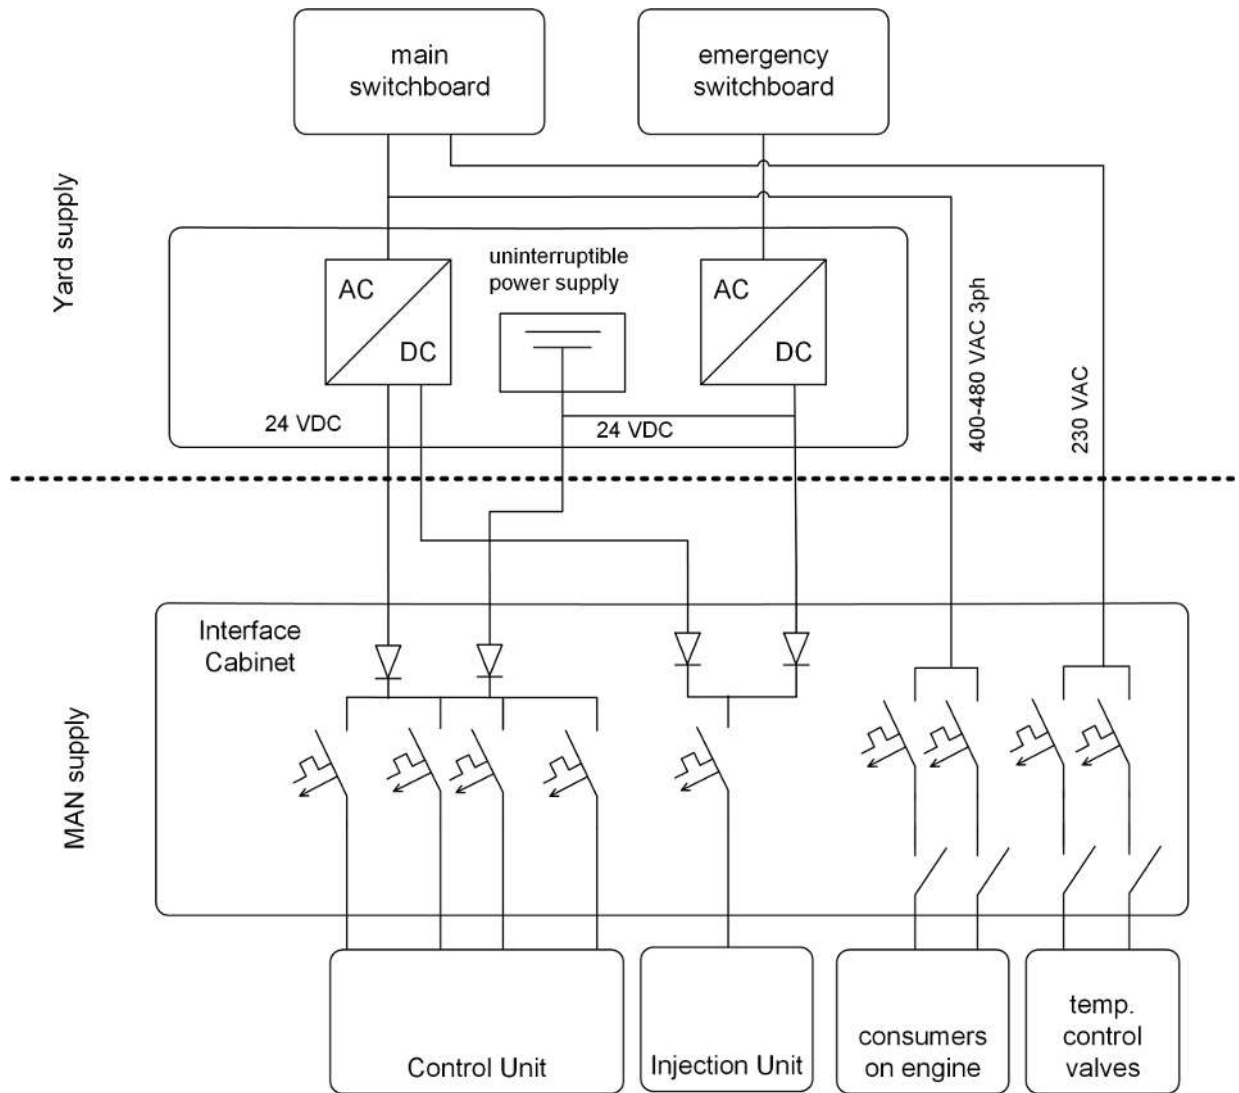 main
switchboard
emergency
switchboard
Yard supply
uninterruptible
power supply
AC
DC
AC
DC
24 VDC
24 VDC
400-480 VAC 3ph
230 VAC
Interface
Cabinet
MAN supply
Control Unit
Injection Unit
consumers
on engine
temp.
control
valves